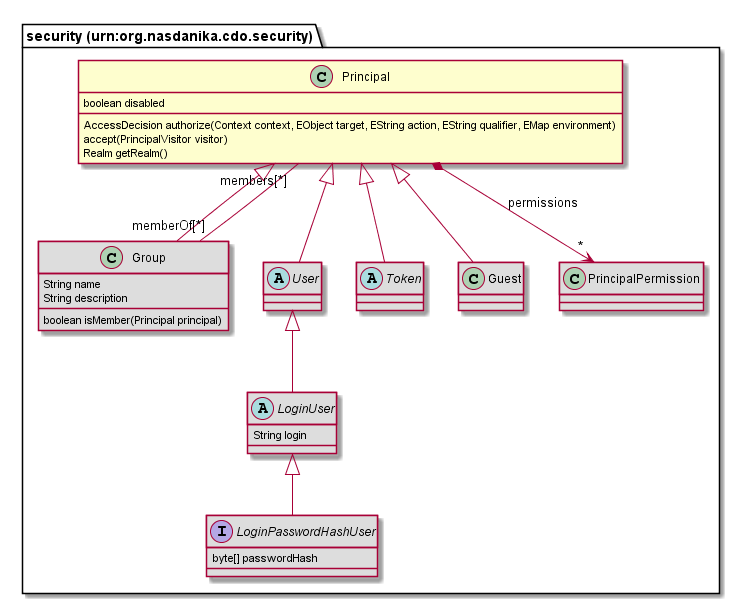 security (urn:org.nasdanika.cdo.security)
C Principal
boolean disabled
AccessDecision authorize(Context context, EObject target, EString action, EString qualifier, EMap environment)
accept(PrincipalVisitor visitor)
Realm getRealm()
members[*]
permissions
memberOf[*]
*
C Group
String name
String description
boolean isMember(Principal principal)
A User
A Token
C Guest
C PrincipalPermission
A LoginUser
String login
I LoginPasswordHashUser
byte[] passwordHash